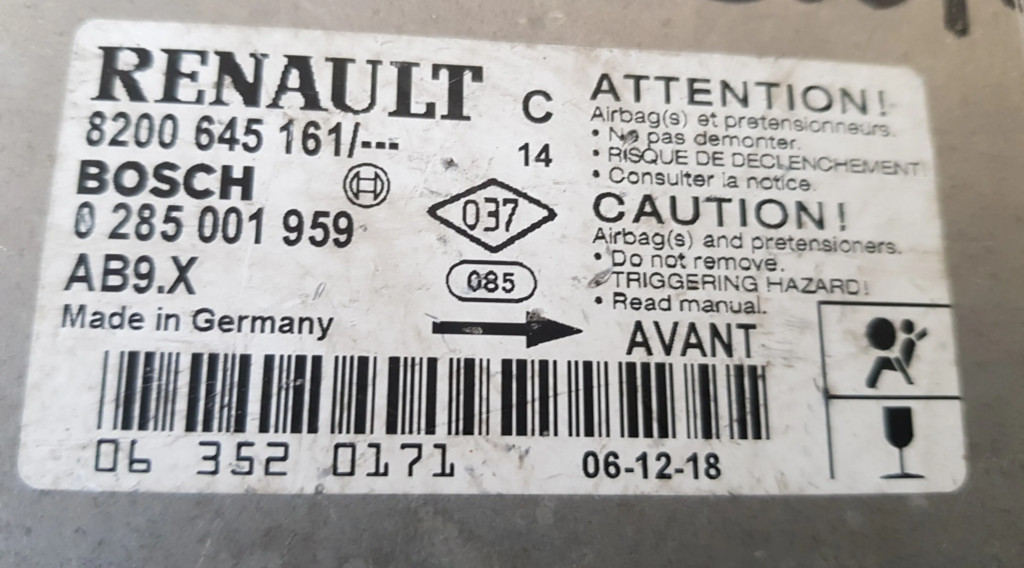 RENAULT
8200 645 161/---
BOSCH
0 285 001 959
AB9.X
Made in Germany
C
14
037
085
ATTENTION!
Airbag(s) et pretensionneurs.
• Ne pas demonter.
• RISQUE DE DECLENCHEMENT!
• Consulter la notice.
CAUTION!
Airbag(s) and pretensioners.
• Do not remove.
• TRIGGERING HAZARD!
• Read manual.
AVANT
06 352 0171
06-12-18